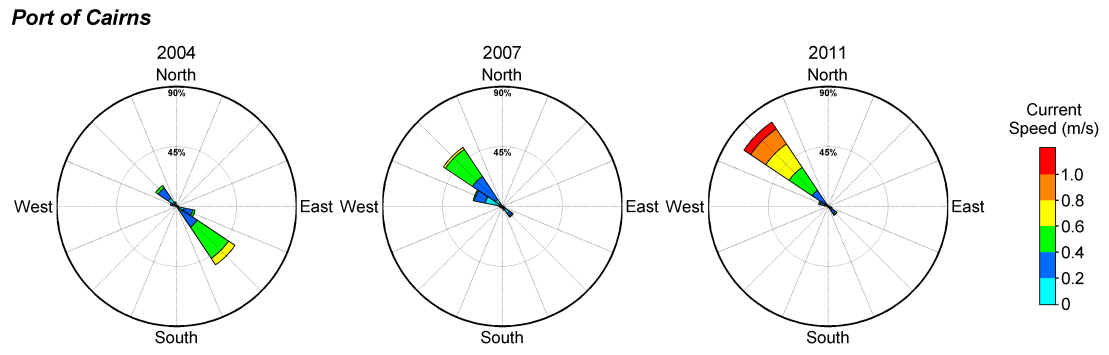 Port of Cairns
2004
North
90%
45%
West
East
South
2007
North
90%
45%
West
East
South
2011
North
90%
45%
West
East
South
Current
Speed (m/s)
1.0
0.8
0.6
0.4
0.2
0